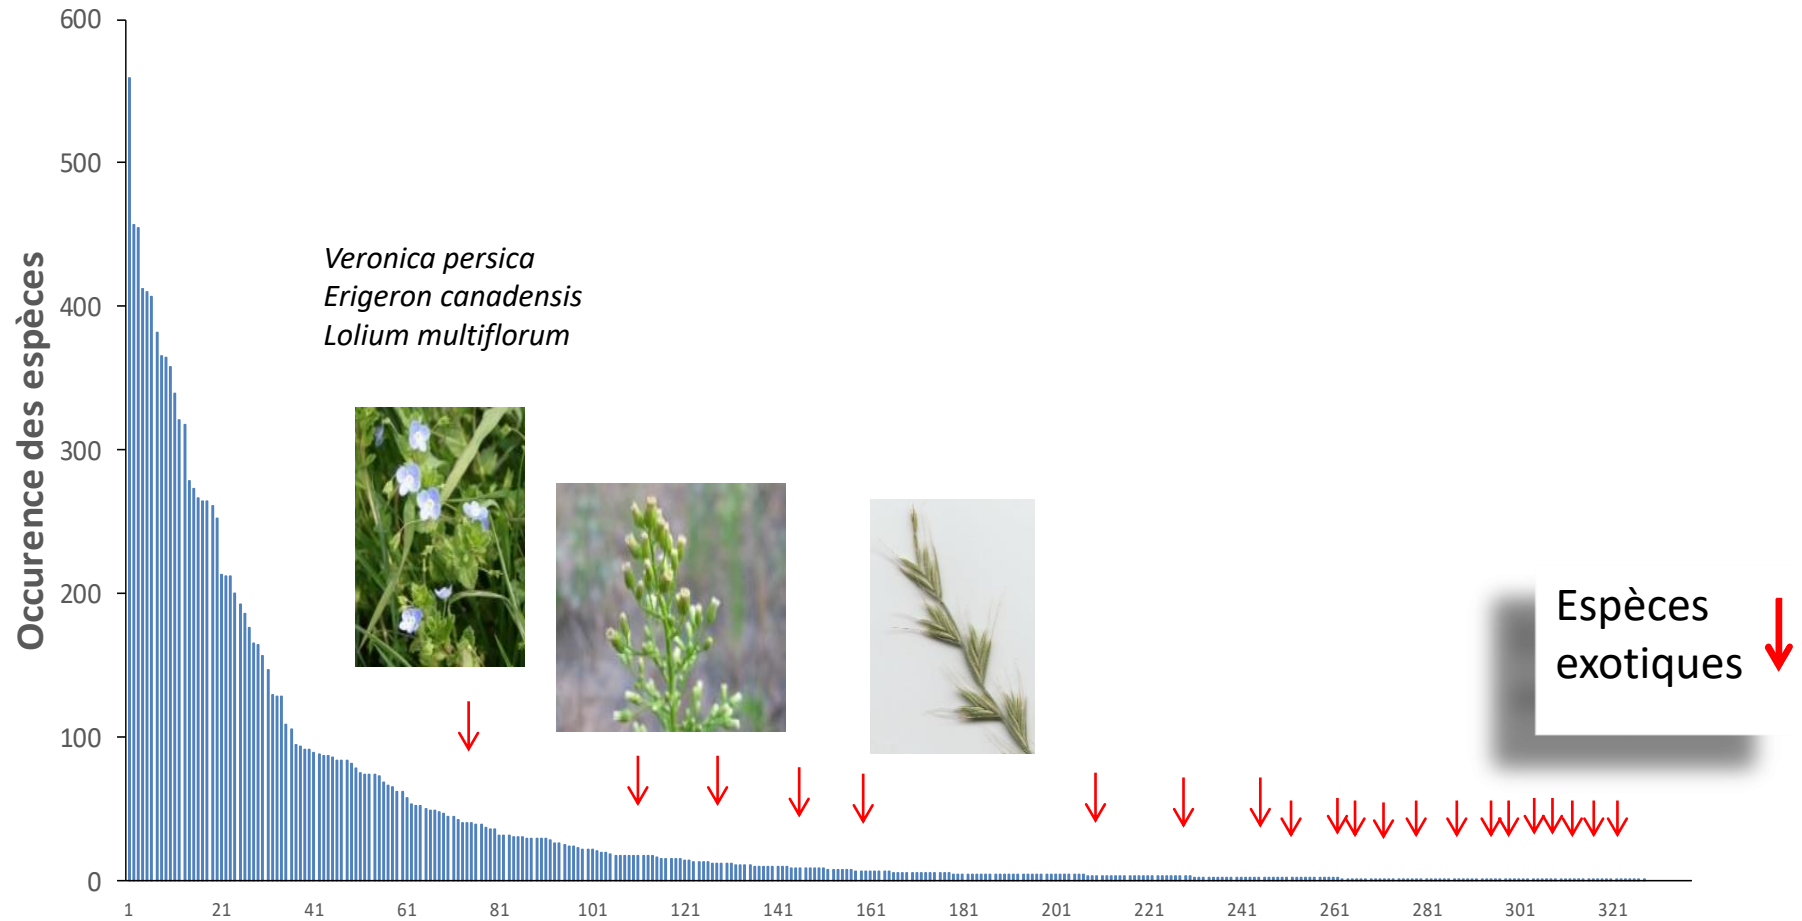 600
500
400
300
200
100
0
Occurrence des espèces
Veronica persica
Erigeron canadensis
Lolium multiflorum
Espèces
exotiques
1 21 41 61 81 101 121 141 161 181 201 221 241 261 281 301 321